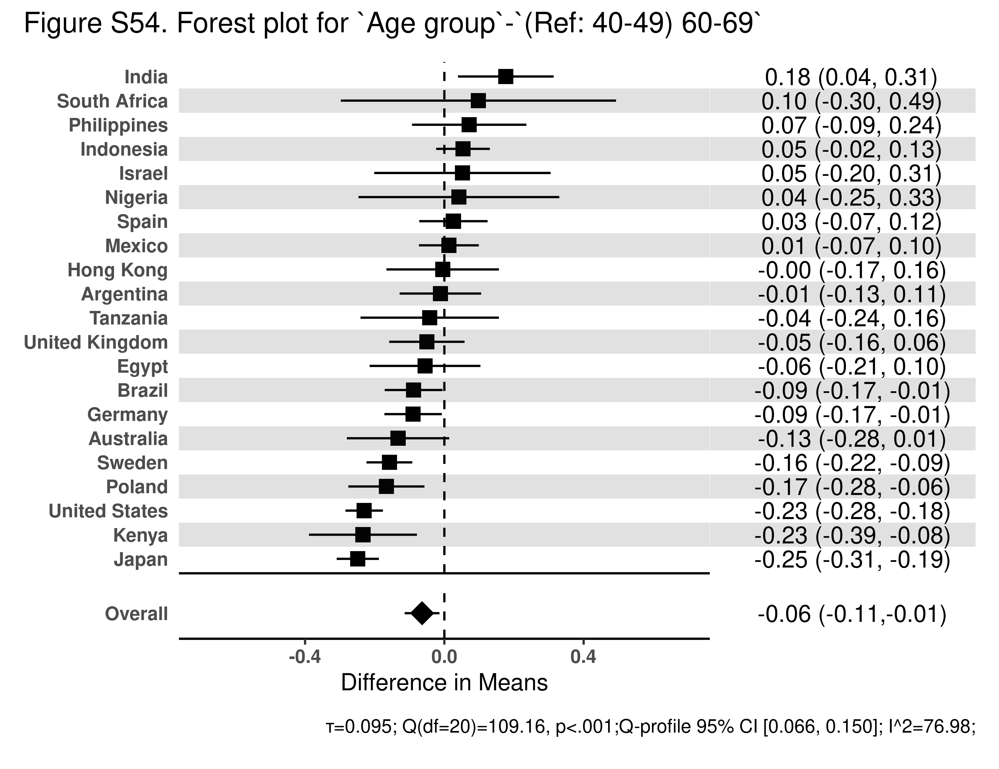 Figure S54. Forest plot for `Age group`-`(Ref: 40-49) 60-69`
India 0.18 (0.04, 0.31)
South Africa 0.10 (-0.30, 0.49)
Philippines 0.07 (-0.09, 0.24)
Indonesia 0.05 (-0.02, 0.13)
Israel 0.05 (-0.20, 0.31)
Nigeria 0.04 (-0.25, 0.33)
Spain 0.03 (-0.07, 0.12)
Mexico 0.01 (-0.07, 0.10)
Hong Kong -0.00 (-0.17, 0.16)
Argentina -0.01 (-0.13, 0.11)
Tanzania -0.04 (-0.24, 0.16)
United Kingdom -0.05 (-0.16, 0.06)
Egypt -0.06 (-0.21, 0.10)
Brazil -0.09 (-0.17, -0.01)
Germany -0.09 (-0.17, -0.01)
Australia -0.13 (-0.28, 0.01)
Sweden -0.16 (-0.22, -0.09)
Poland -0.17 (-0.28, -0.06)
United States -0.23 (-0.28, -0.18)
Kenya -0.23 (-0.39, -0.08)
Japan -0.25 (-0.31, -0.19)
Overall -0.06 (-0.11,-0.01)
-0.4 0.0 0.4
Difference in Means
τ=0.095; Q(df=20)=109.16, p<.001;Q-profile 95% CI [0.066, 0.150]; I^2=76.98;